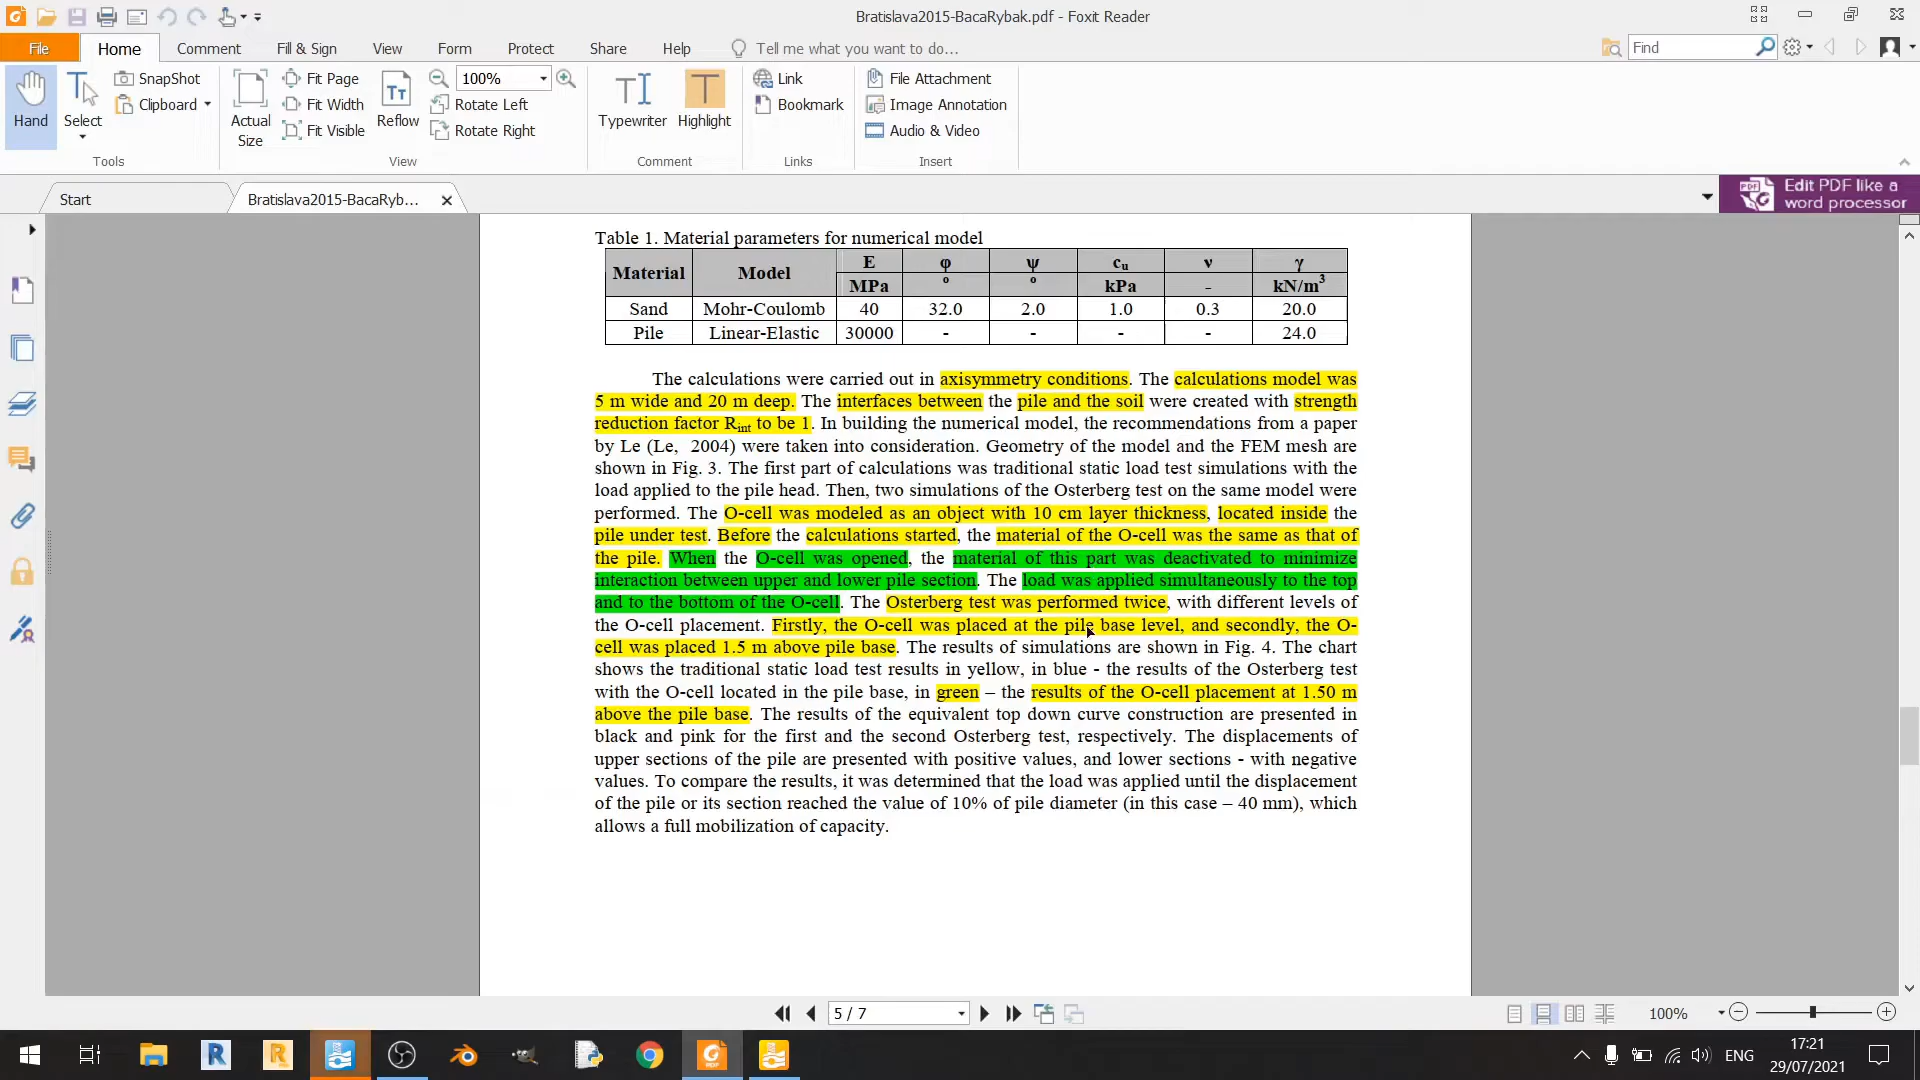 Bratislava2015-BacaRybak.pdf - Foxit Reader
File Home Comment Fill & Sign View Form Protect Share Help Tell me what you want to do... Find
Hand
Select
SnapShot
Clipboard
Tools
Actual
Size
Fit Page
Fit Width
Fit Visible
Reflow
100%
Rotate Left
Rotate Right
View
Typewriter
Highlight
Comment
Link
Bookmark
Links
File Attachment
Image Annotation
Audio & Video
Insert
Start
Bratislava2015-BacaRyb...
Edit PDF like a
word processor
Table 1. Material parameters for numerical model
Material Model E φ ψ cu ν γ
MPa ° ° kPa - kN/m3
Sand Mohr-Coulomb 40 32.0 2.0 1.0 0.3 20.0
Pile Linear-Elastic 30000 - - - - 24.0
The calculations were carried out in axisymmetry conditions. The calculations model was
5 m wide and 20 m deep. The interfaces between the pile and the soil were created with strength
reduction factor Rint to be 1. In building the numerical model, the recommendations from a paper
by Le (Le, 2004) were taken into consideration. Geometry of the model and the FEM mesh are
shown in Fig. 3. The first part of calculations was traditional static load test simulations with the
load applied to the pile head. Then, two simulations of the Osterberg test on the same model were
performed. The O-cell was modeled as an object with 10 cm layer thickness, located inside the
pile under test. Before the calculations started, the material of the O-cell was the same as that of
the pile. When the O-cell was opened, the material of this part was deactivated to minimize
interaction between upper and lower pile section. The load was applied simultaneously to the top
and to the bottom of the O-cell. The Osterberg test was performed twice, with different levels of
the O-cell placement. Firstly, the O-cell was placed at the pile base level, and secondly, the O-
cell was placed 1.5 m above pile base. The results of simulations are shown in Fig. 4. The chart
shows the traditional static load test results in yellow, in blue - the results of the Osterberg test
with the O-cell located in the pile base, in green – the results of the O-cell placement at 1.50 m
above the pile base. The results of the equivalent top down curve construction are presented in
black and pink for the first and the second Osterberg test, respectively. The displacements of
upper sections of the pile are presented with positive values, and lower sections - with negative
values. To compare the results, it was determined that the load was applied until the displacement
of the pile or its section reached the value of 10% of pile diameter (in this case – 40 mm), which
allows a full mobilization of capacity.
5 / 7
100%
ENG
17:21
29/07/2021